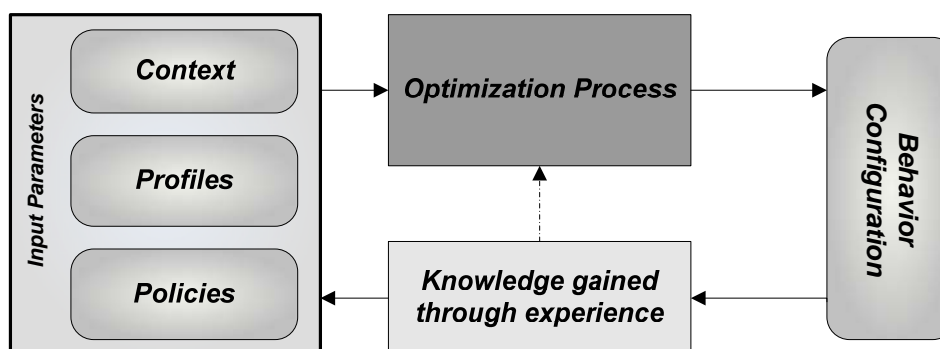 Input Parameters
Context
Profiles
Policies
Optimization Process
Knowledge gained
through experience
Behavior
Configuration